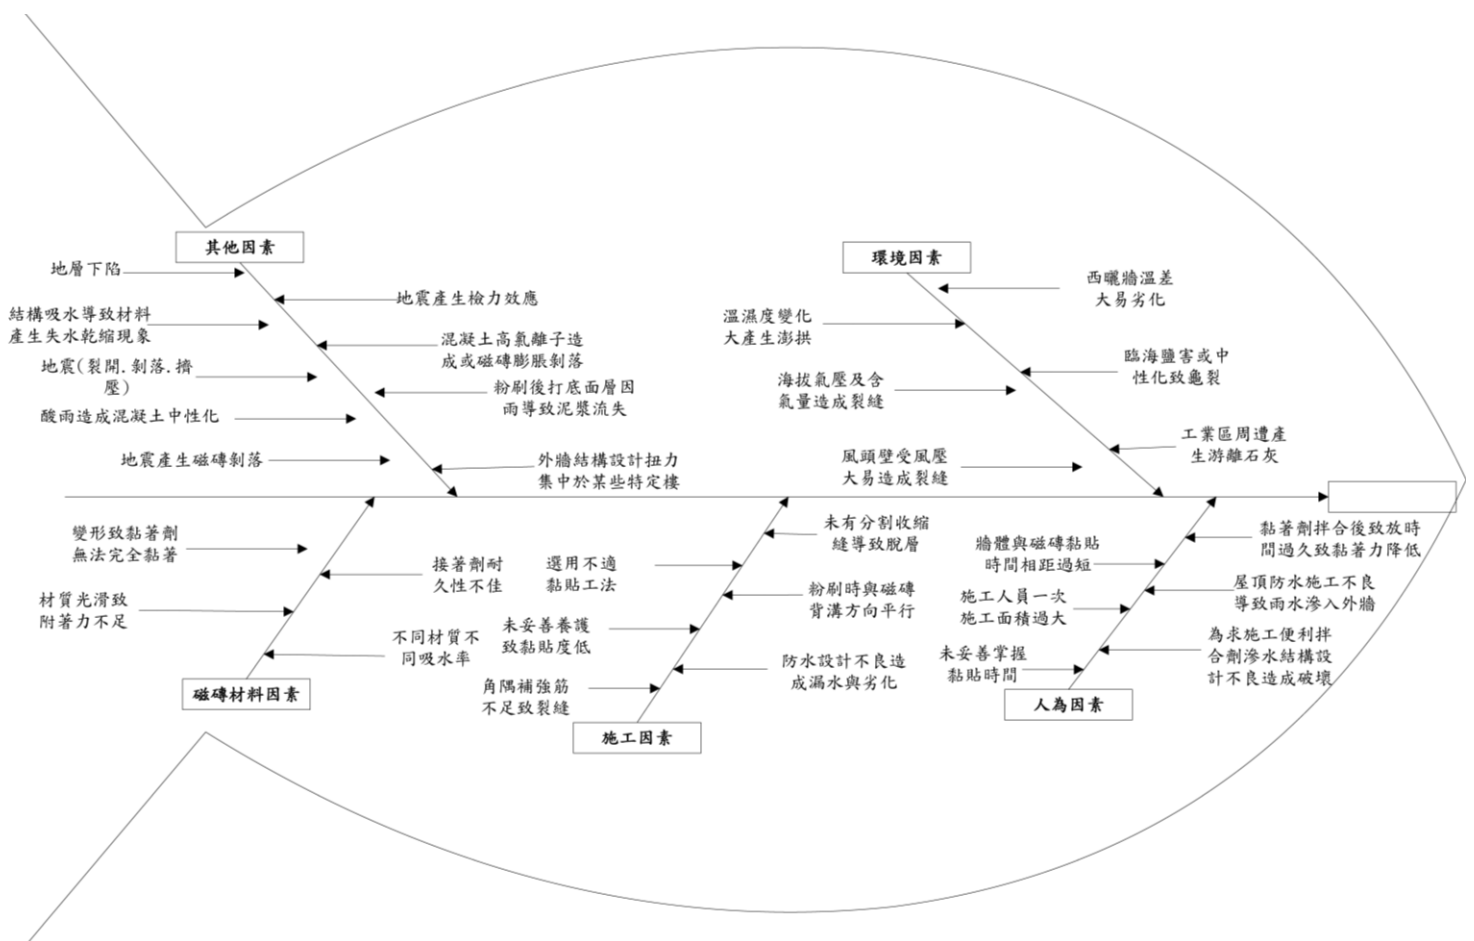 其他因素
地層下陷
地震產生檢力效應
結構吸水導致材料
產生失水乾縮現象
混凝土高氣離子造
成或磁磚膨脹剝落
地震(裂開.剝落.擠
壓)
粉刷後打底面層因
雨導致泥漿流失
酸雨造成混凝土中性化
地震產生磁磚剝落
外牆結構設計扭力
集中於某些特定樓
環境因素
西曬牆溫差
大易劣化
溫濕度變化
大產生澎拱
臨海鹽害或中
性化致龜裂
海拔氣壓及含
氣量造成裂縫
工業區周遭產
生游離石灰
風頭壁受風壓
大易造成裂縫
變形致黏著劑
無法完全黏著
接著劑耐
久性不佳
材質光滑致
附著力不足
不同材質不
同吸水率
磁磚材料因素
未有分割收縮
縫導致脫層
選用不適
黏貼工法
粉刷時與磁磚
背溝方向平行
未妥善養護
致黏貼度低
防水設計不良造
成漏水與劣化
角隅補強筋
不足致裂縫
施工因素
黏著劑拌合後致放時
間過久致黏著力降低
牆體與磁磚黏貼
時間相距過短
屋頂防水施工不良
導致雨水滲入外牆
施工人員一次
施工面積過大
為求施工便利拌
合劑滲水結構設
計不良造成破壞
未妥善掌握
黏貼時間
人為因素